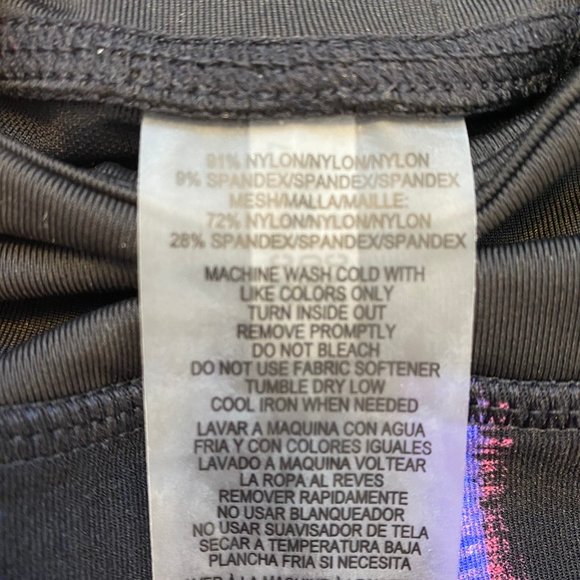 91% NYLON/NYLON/NYLON
9% SPANDEX/SPANDEX/SPANDEX
MESH/MALLA/MAILLE:
72% NYLON/NYLON/NYLON
28% SPANDEX/SPANDEX/SPANDEX
MACHINE WASH COLD WITH
LIKE COLORS ONLY
TURN INSIDE OUT
REMOVE PROMPTLY
DO NOT BLEACH
DO NOT USE FABRIC SOFTENER
TUMBLE DRY LOW
COOL IRON WHEN NEEDED
LAVAR A MAQUINA CON AGUA
FRIA Y CON COLORES IGUALES
LAVADO A MAQUINA VOLTEAR
LA ROPA AL REVES
REMOVER RAPIDAMENTE
NO USAR BLANQUEADOR
NO USAR SUAVISADOR DE TELA
SECAR A TEMPERATURA BAJA
PLANCHA FRIA SI NECESITA
À LA MACHINE À